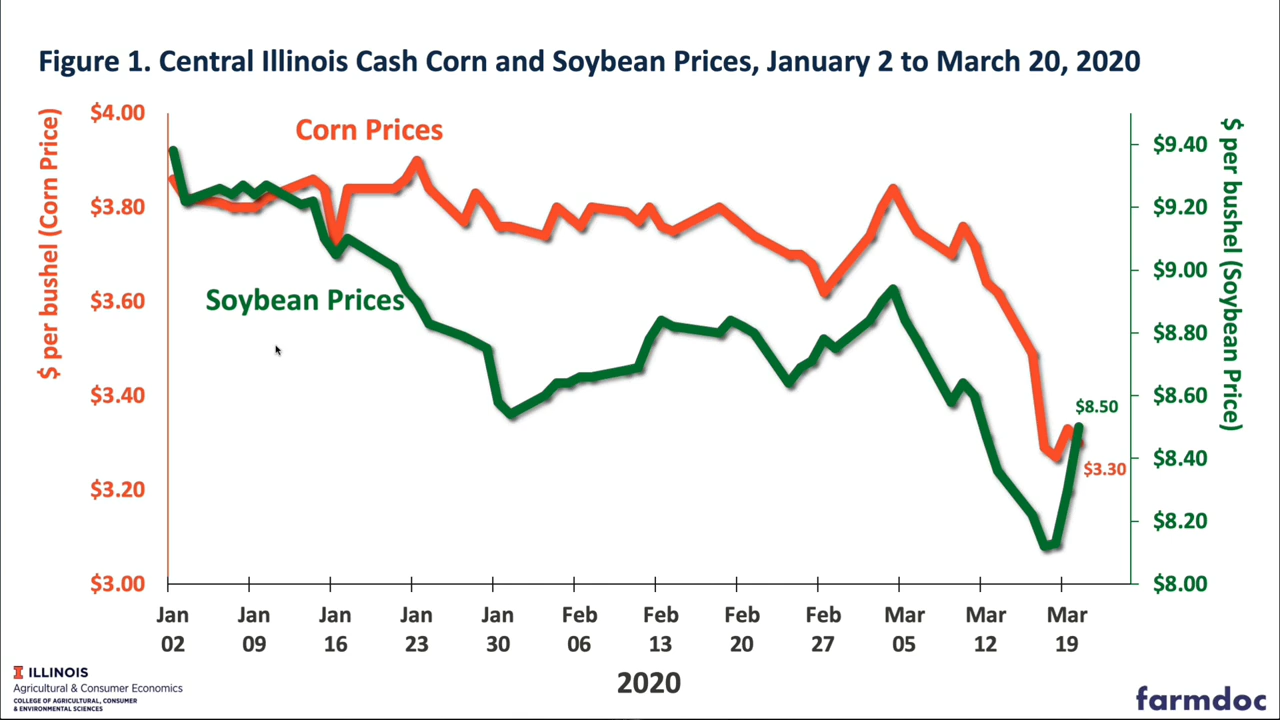 Figure 1. Central Illinois Cash Corn and Soybean Prices, January 2 to March 20, 2020
$ per bushel (Corn Price)
$4.00
$3.80
$3.60
$3.40
$3.20
$3.00
Corn Prices
Soybean Prices
$8.50
$3.30
$9.40
$9.20
$9.00
$8.80
$8.60
$8.40
$8.20
$8.00
$ per bushel (Soybean Price)
Jan 02
Jan 09
Jan 16
Jan 23
Jan 30
Feb 06
Feb 13
Feb 20
Feb 27
Mar 05
Mar 12
Mar 19
2020
I ILLINOIS
Agricultural & Consumer Economics
COLLEGE OF AGRICULTURAL, CONSUMER
& ENVIRONMENTAL SCIENCES
farmdoc